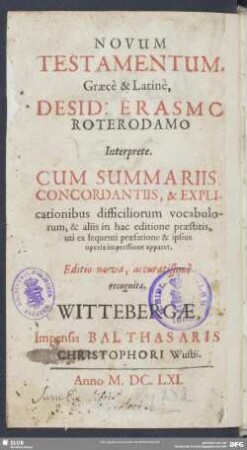 NOVUM
TESTAMENTUM.
Græcè & Latinè,
DESID: ERASMO
ROTERODAMO
Interprete.
CUM SUMMARIIS
CONCORDANTIIS, & EXPLI-
cationibus difficiliorum vocabulo-
rum, & aliis in hac editione præstitis,
uti ex sequenti præfatione & ipsius
operis impressione apparet.
Editio nova, accuratissimè
recognita.
WITTEBERGÆ,
Impensis BALTHASARIS
CHRISTOPHORI Wustii.
Anno M. DC. LXI.
SLUB